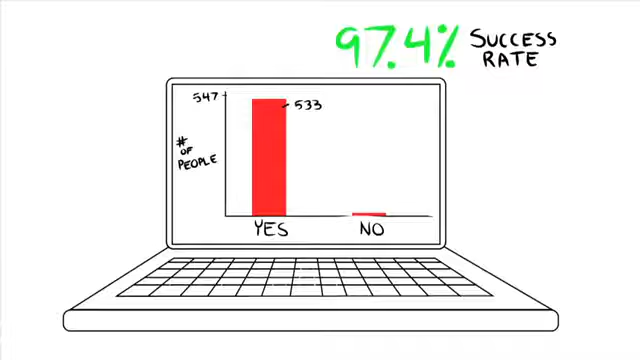 97.4% SUCCESS
RATE
547
533
#
OF
PEOPLE
YES NO